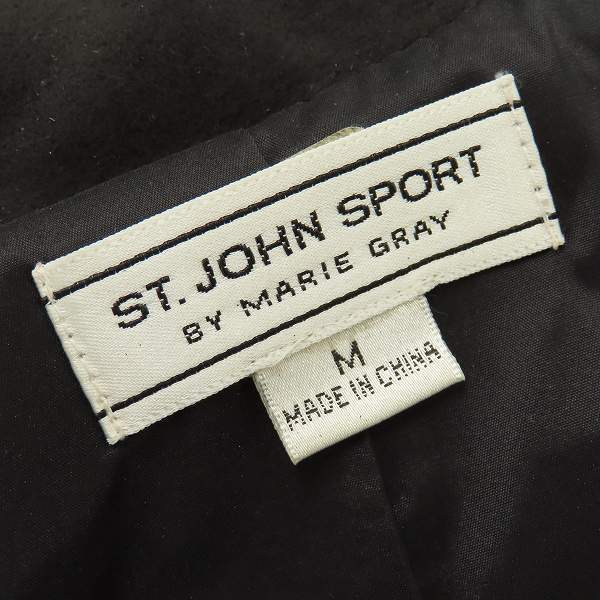 ST. JOHN SPORT
BY MARIE GRAY
M
MADE IN CHINA